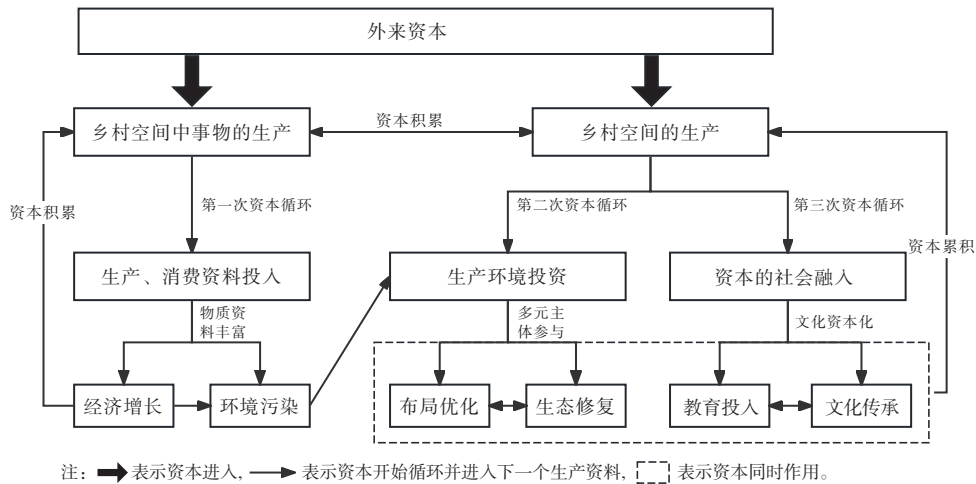 外来资本
乡村空间中事物的生产
资本积累
乡村空间的生产
第一次资本循环
第二次资本循环
第三次资本循环
资本积累
资本累积
生产、消费资料投入
生产环境投资
资本的社会融入
物质资
料丰富
多元主
体参与
文化资本化
经济增长
环境污染
布局优化
生态修复
教育投入
文化传承
注： 表示资本进入, 表示资本开始循环并进入下一个生产资料, 表示资本同时作用。